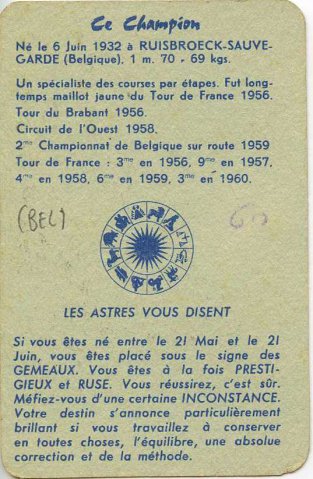 Ce Champion
Né le 6 Juin 1932 à RUISBROECK-SAUVE-
GARDE (Belgique). 1 m. 70 - 69 kgs.
Un spécialiste des courses par étapes. Fut long-
temps maillot jaune du Tour de France 1956.
Tour du Brabant 1956.
Circuit de l'Ouest 1958.
2me Championnat de Belgique sur route 1959
Tour de France : 3me en 1956, 9me en 1957,
4me en 1958, 6me en 1959, 3me en 1960.
(BEL) 60
LES ASTRES VOUS DISENT
Si vous êtes né entre le 21 Mai et le 21
Juin, vous êtes placé sous le signe des
GEMEAUX. Vous êtes à la fois PRESTI-
GIEUX et RUSE. Vous réussirez, c'est sûr.
Méfiez-vous d'une certaine INCONSTANCE.
Votre destin s'annonce particulièrement
brillant si vous travaillez à conserver
en toutes choses, l'équilibre, une absolue
correction et de la méthode.